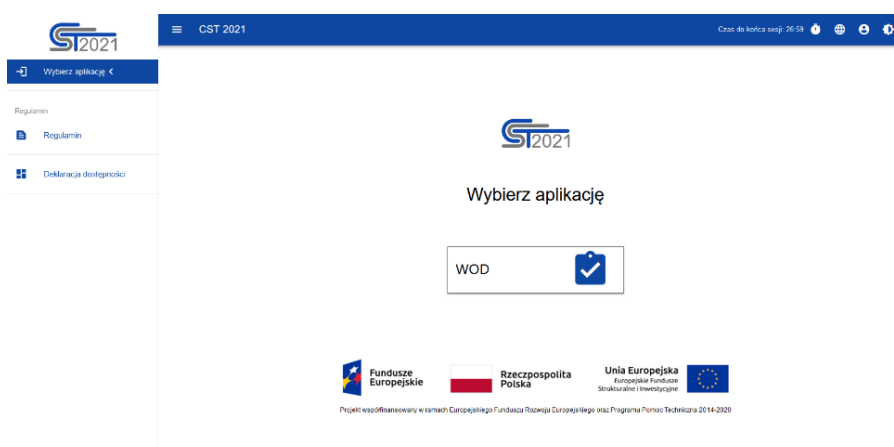 ST2021
CST 2021
Czas do końca sesji: 26:59
Wybierz aplikację
Regulamin
Regulamin
Deklaracja dostępności
ST2021
Wybierz aplikację
WOD
Fundusze
Europejskie
Rzeczpospolita
Polska
Unia Europejska
Europejskie Fundusze
Strukturalne i Inwestycyjne
Projekt współfinansowany w ramach Europejskiego Funduszu Rozwoju Europejskiego oraz Programu Pomoc Techniczna 2014-2020